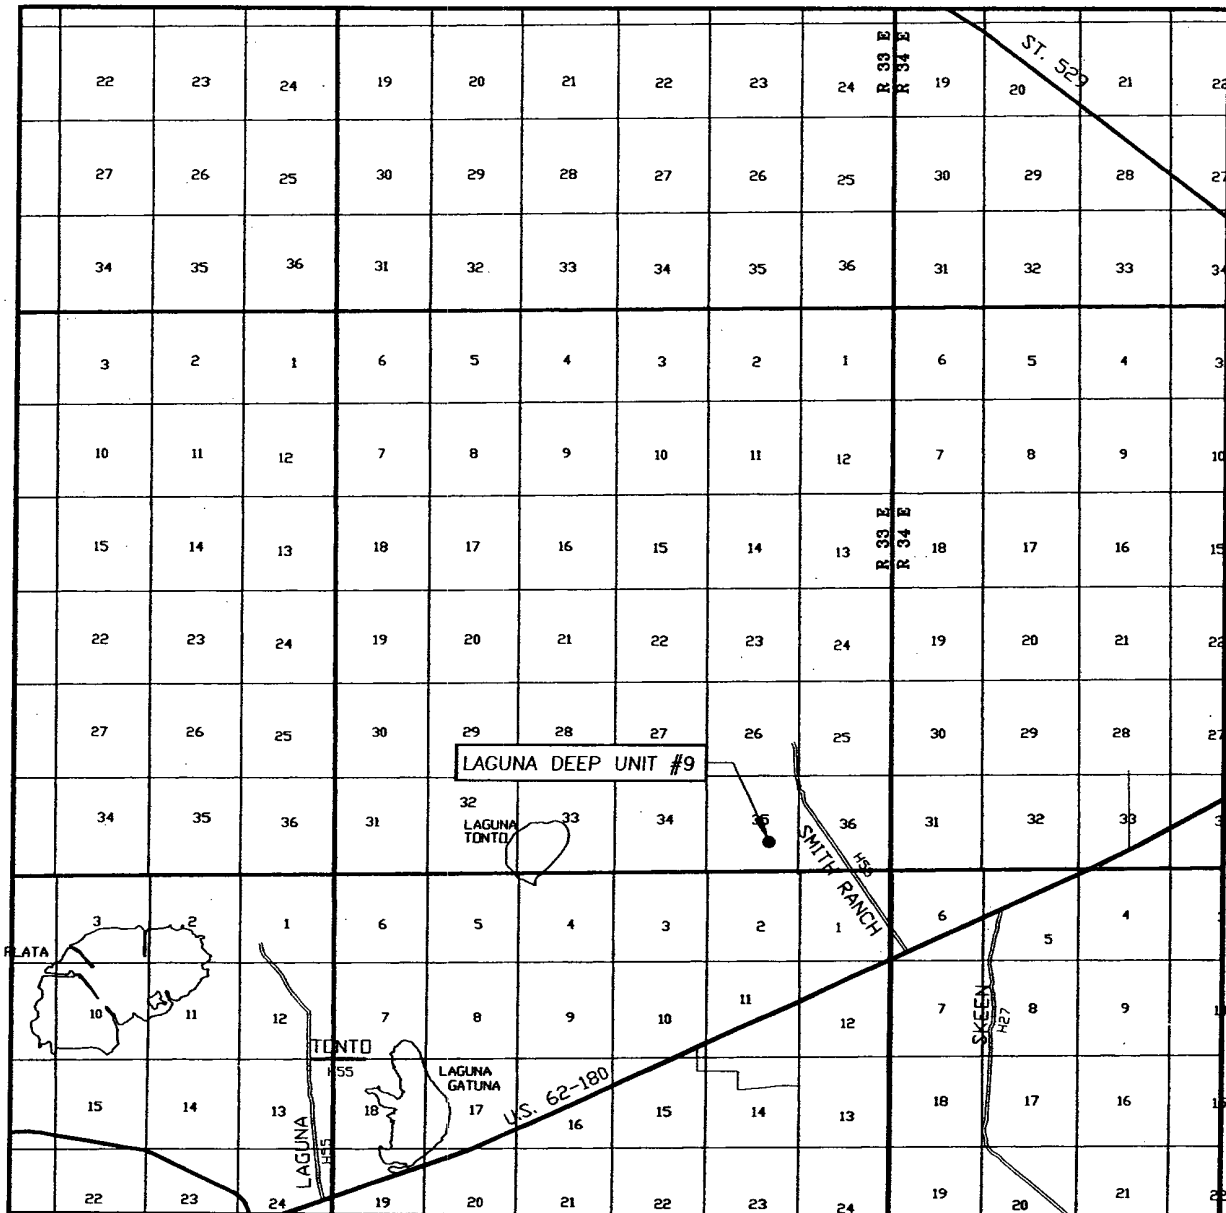 R 33 E
R 34 E
ST. 529
22 23 24 19 20 21 22 23 24 19 20 21 22
27 26 25 30 29 28 27 26 25 30 29 28 27
34 35 36 31 32 33 34 35 36 31 32 33 34
3 2 1 6 5 4 3 2 1 6 5 4 3
10 11 12 7 8 9 10 11 12 7 8 9 10
R 33 E
R 34 E
15 14 13 18 17 16 15 14 13 18 17 16 15
22 23 24 19 20 21 22 23 24 19 20 21 22
27 26 25 30 29 28 27 26 25 30 29 28 27
LAGUNA DEEP UNIT #9
34 35 36 31 32 33 34 35 36 31 32 33 3
LAGUNA
TONTO
SMITH RANCH
3 2 1 6 5 4 3 2 1 6 5 4 3
PLATA
10 11 12 7 8 9 10 11 12 7 8 9
SKEEN
H27
TONTO
H55
LAGUNA
GATUNA
U.S. 62-180
15 14 13 18 17 16 15 14 13 18 17 16 15
LAGUNA
H55
22 23 24 19 20 21 22 23 24 19 20 21 22